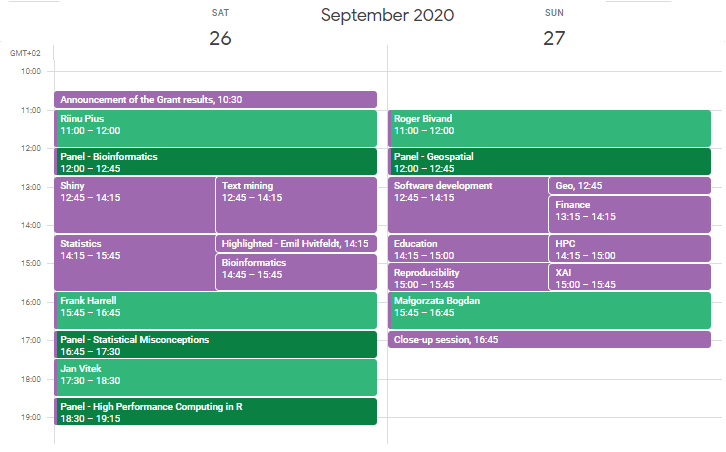 September 2020
SAT
26
SUN
27
GMT+02
10:00
11:00
12:00
13:00
14:00
15:00
16:00
17:00
18:00
19:00
Announcement of the Grant results, 10:30
Riinu Pius
11:00 – 12:00
Panel - Bioinformatics
12:00 – 12:45
Shiny
12:45 – 14:15
Text mining
12:45 – 14:15
Statistics
14:15 – 15:45
Highlighted - Emil Hvitfeldt, 14:15
Bioinformatics
14:45 – 15:45
Frank Harrell
15:45 – 16:45
Panel - Statistical Misconceptions
16:45 – 17:30
Jan Vitek
17:30 – 18:30
Panel - High Performance Computing in R
18:30 – 19:15
Roger Bivand
11:00 – 12:00
Panel - Geospatial
12:00 – 12:45
Software development
12:45 – 14:15
Geo, 12:45
Finance
13:15 – 14:15
Education
14:15 – 15:00
HPC
14:15 – 15:00
Reproducibility
15:00 – 15:45
XAI
15:00 – 15:45
Małgorzata Bogdan
15:45 – 16:45
Close-up session, 16:45